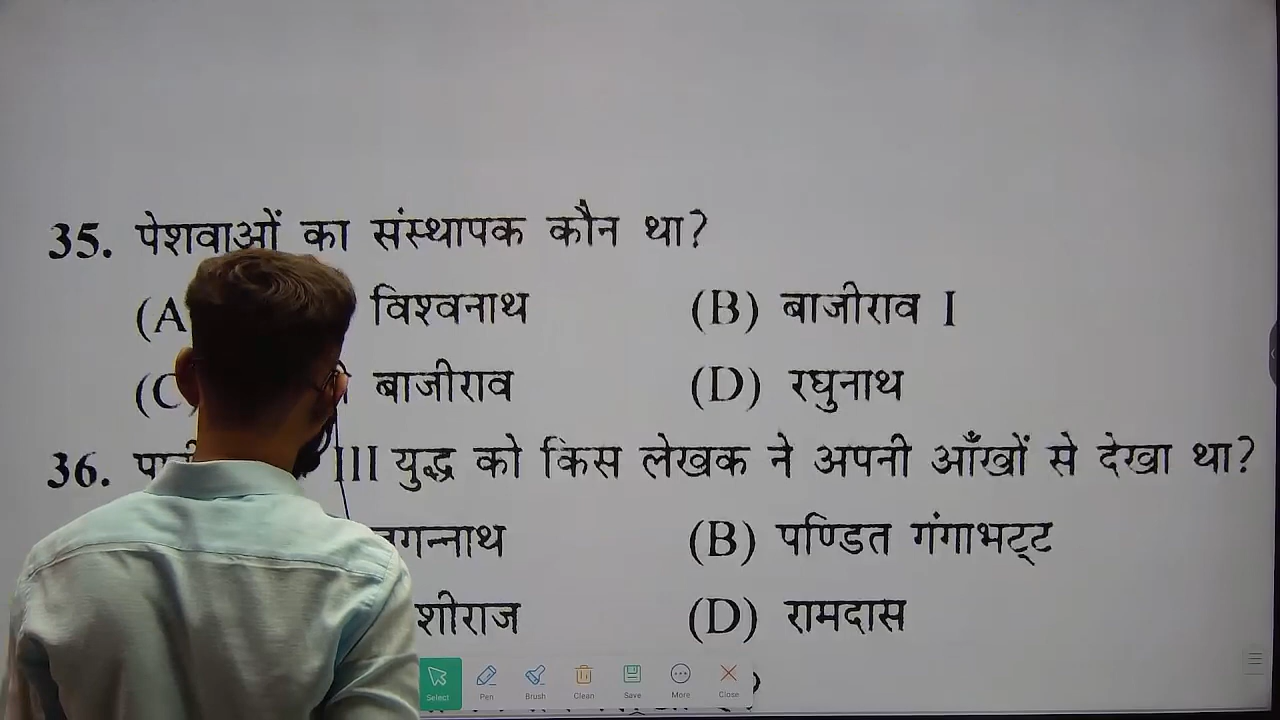 35. पेशवाओं का संस्थापक कौन था?
(A विश्वनाथ (B) बाजीराव I
(C बाजीराव (D) रघुनाथ
36. III युद्ध को किस लेखक ने अपनी आँखों से देखा था?
(B) पण्डित गंगाभट्ट
(D) रामदास
Select Pen Brush Clean Save More Close